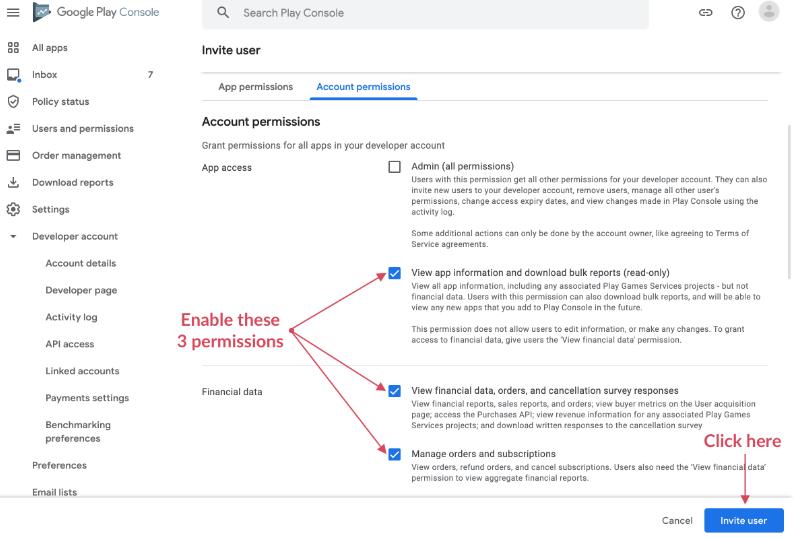 Google Play Console
Search Play Console
All apps
Inbox 7
Policy status
Users and permissions
Order management
Download reports
Settings
Developer account
Account details
Developer page
Activity log
API access
Linked accounts
Payments settings
Benchmarking
preferences
Preferences
Email lists
Invite user
App permissions Account permissions
Account permissions
Grant permissions for all apps in your developer account
App access
Admin (all permissions)
Users with this permission get all other permissions for your developer account. They can also
invite new users to your developer account, remove users, manage all other user's
permissions, change access expiry dates, and view changes made in Play Console using the
activity log.
Some additional actions can only be done by the account owner, like agreeing to Terms of
Service agreements.
View app information and download bulk reports (read-only)
View all app information, including any associated Play Games Services projects - but not
financial data. Users with this permission can also download bulk reports, and will be able to
view any new apps that you add to Play Console in the future.
This permission does not allow users to edit information, or make any changes. To grant
access to financial data, give users the 'View financial data' permission.
Enable these
3 permissions
Financial data
View financial data, orders, and cancellation survey responses
View financial reports, sales reports, and orders; view buyer metrics on the User acquisition
page; access the Purchases API; view revenue information for any associated Play Games
Services projects; and download written responses to the cancellation survey
Click here
Manage orders and subscriptions
View orders, refund orders, and cancel subscriptions. Users also need the 'View financial data'
permission to view aggregate financial reports.
Cancel Invite user